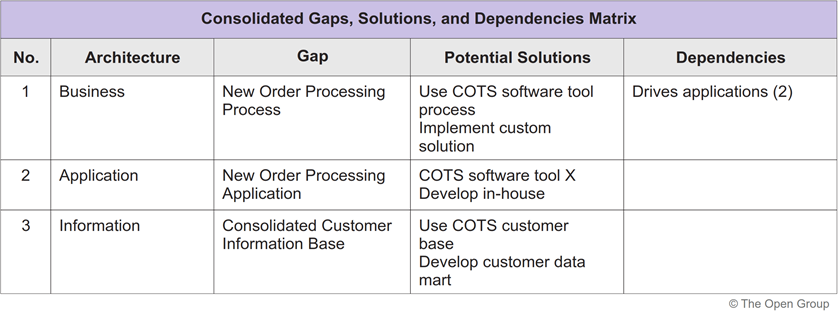 Consolidated Gaps, Solutions, and Dependencies Matrix
No. Architecture Gap Potential Solutions Dependencies
1 Business New Order Processing Use COTS software tool Drives applications (2)
Process process
Implement custom
solution
2 Application New Order Processing COTS software tool X
Application Develop in-house
3 Information Consolidated Customer Use COTS customer
Information Base base
Develop customer data
mart
© The Open Group